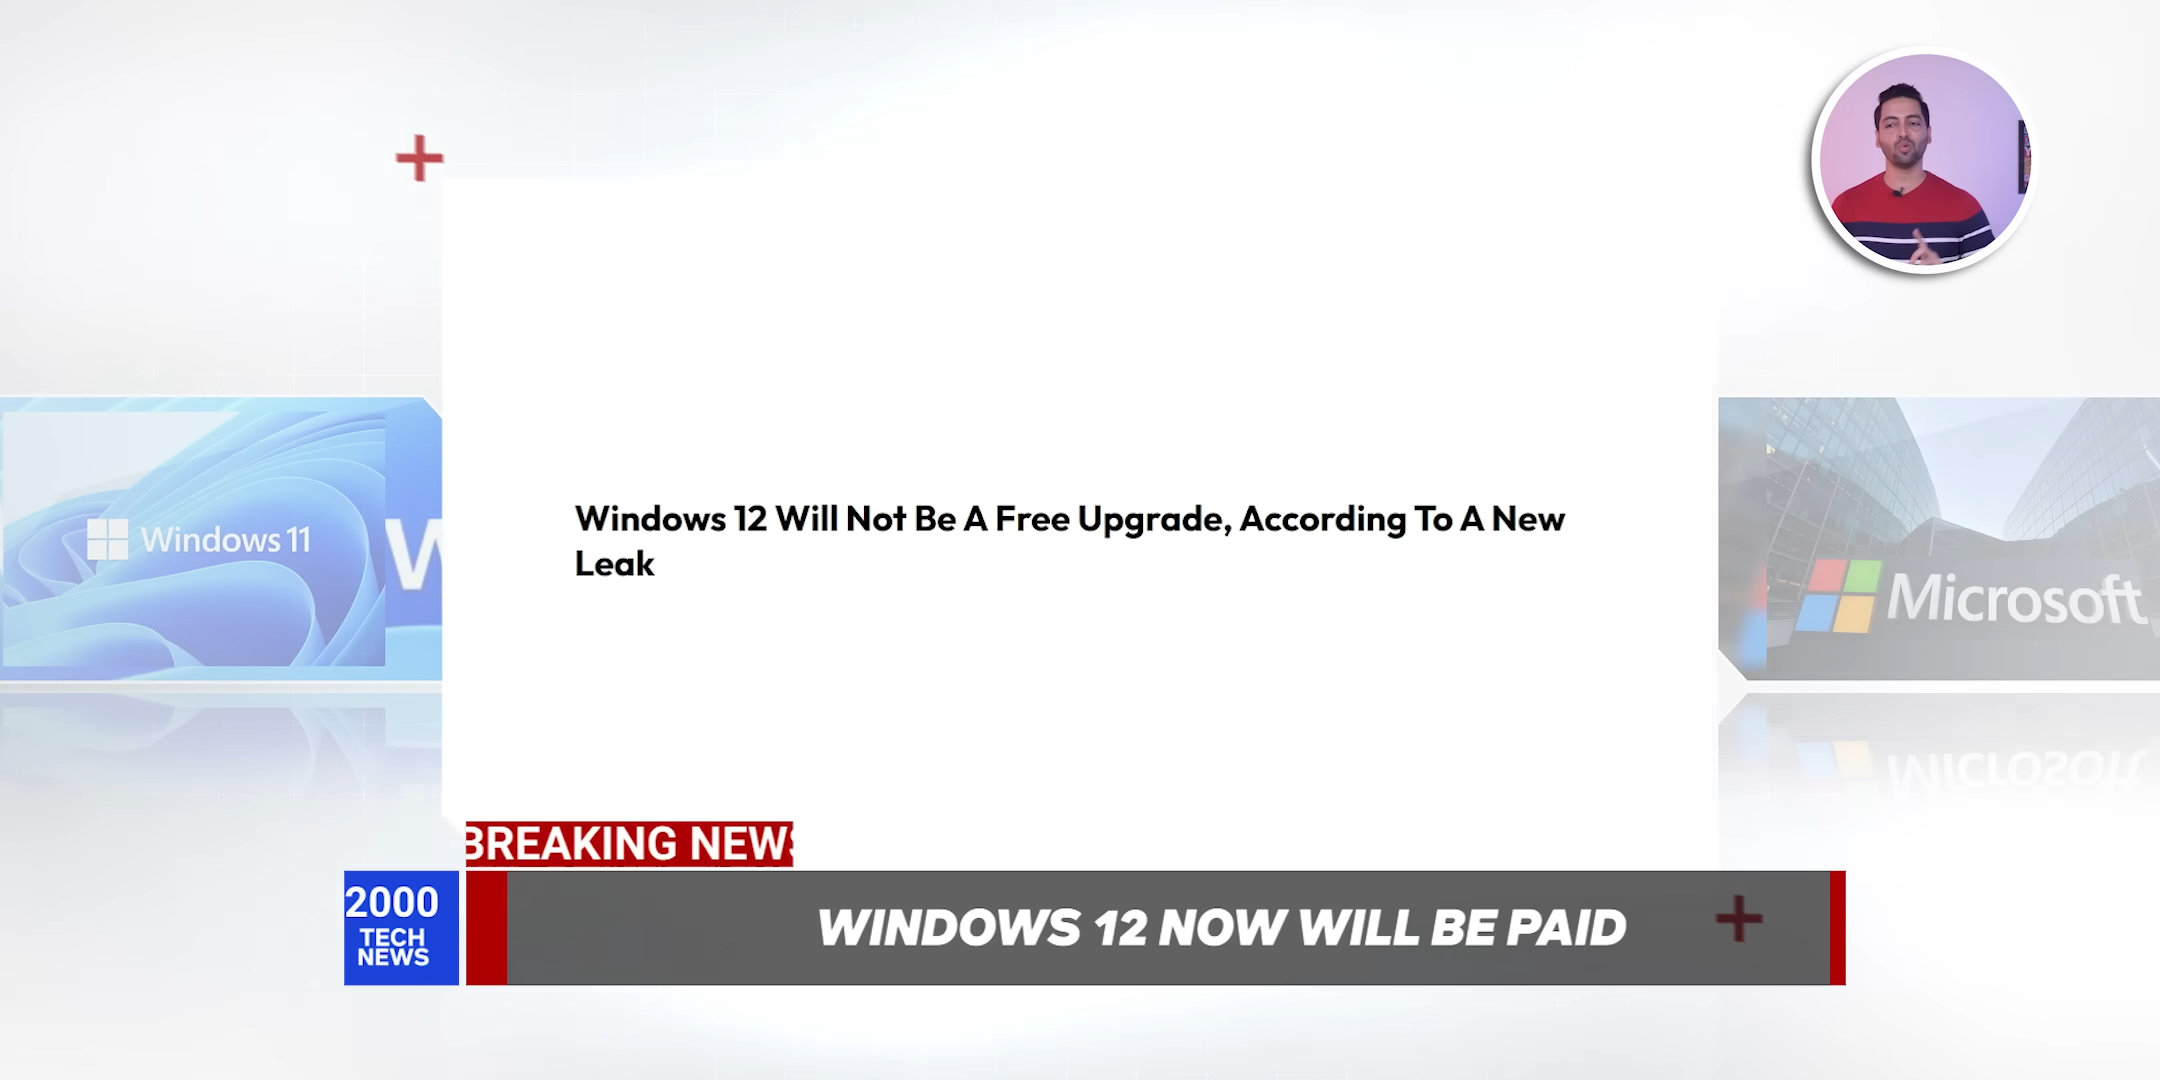 Windows 11
W
Windows 12 Will Not Be A Free Upgrade, According To A New
Leak
Microsoft
BREAKING NEWS
2000
TECH
NEWS
WINDOWS 12 NOW WILL BE PAID